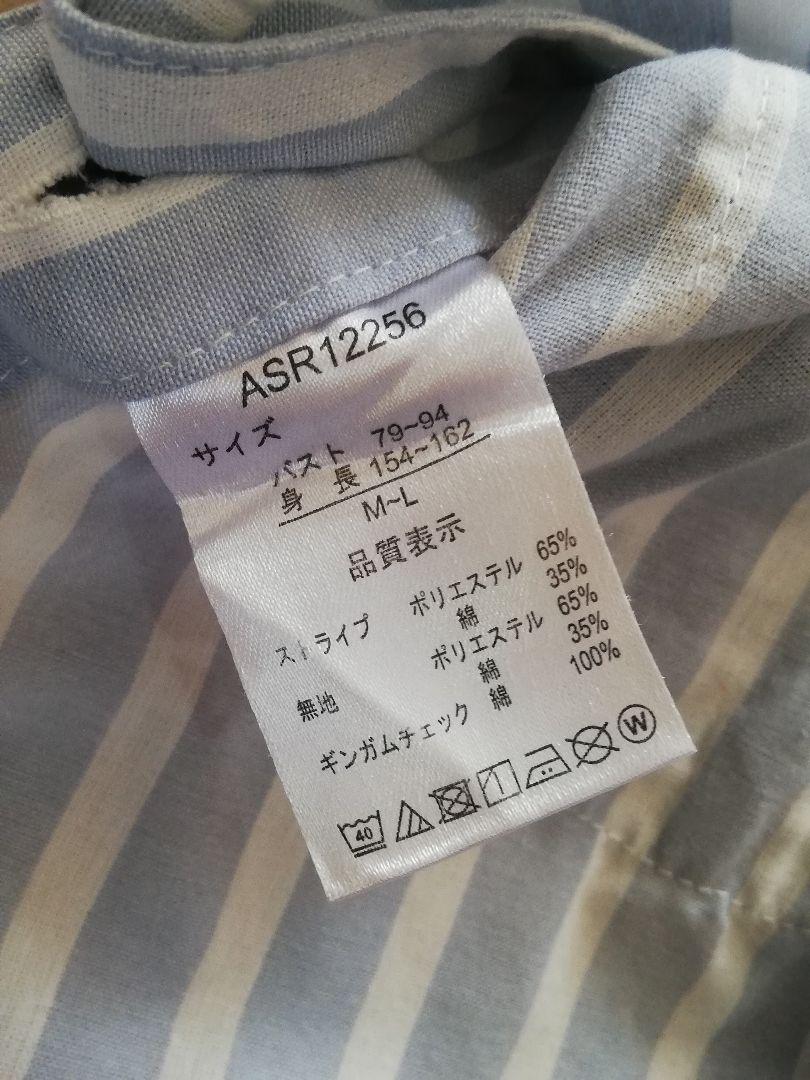 ASR12256
サイズ
バスト 79~94
身 長 154~162
M~L
品質表示
ストライプ ポリエステル 65%
綿 35%
無地 ポリエステル 65%
綿 35%
ギンガムチェック 綿 100%
40 W